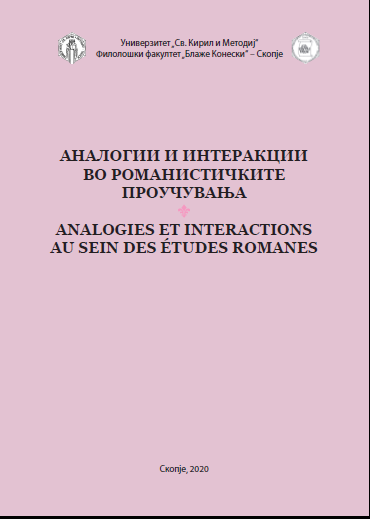 Универзитет „Св. Кирил и Методиј“
Филолошки факултет „Блаже Конески“ – Скопје
АНАЛОГИИ И ИНТЕРАКЦИИ
ВО РОМАНИСТИЧКИТЕ
ПРОУЧУВАЊА
ANALOGIES ET INTERACTIONS
AU SEIN DES ÉTUDES ROMANES
Скопје, 2020